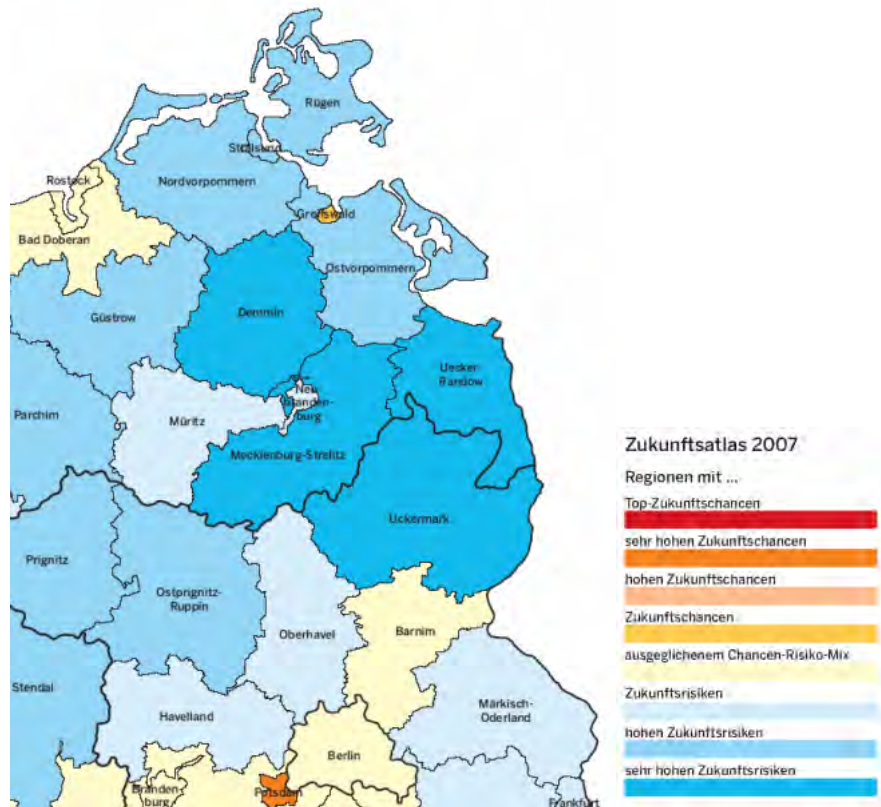 Rügen
Stralsund
Nordvorpommern
Rostock
Greifswald
Bad Doberan
Ostvorpommern
Güstrow
Demmin
Uecker-
Randow
Neu
branden-
burg
Parchim
Müritz
Mecklenburg-Strelitz
Uckermark
Prignitz
Ostprignitz-
Ruppin
Oberhavel
Barnim
Stendal
Havelland
Märkisch-
Oderland
Berlin
Branden-
burg
Potsdam
Frankfurt
Zukunftsatlas 2007
Regionen mit ...
Top-Zukunftschancen
sehr hohen Zukunftschancen
hohen Zukunftschancen
Zukunftschancen
ausgeglichenem Chancen-Risiko-Mix
Zukunftsrisiken
hohen Zukunftsrisiken
sehr hohen Zukunftsrisiken